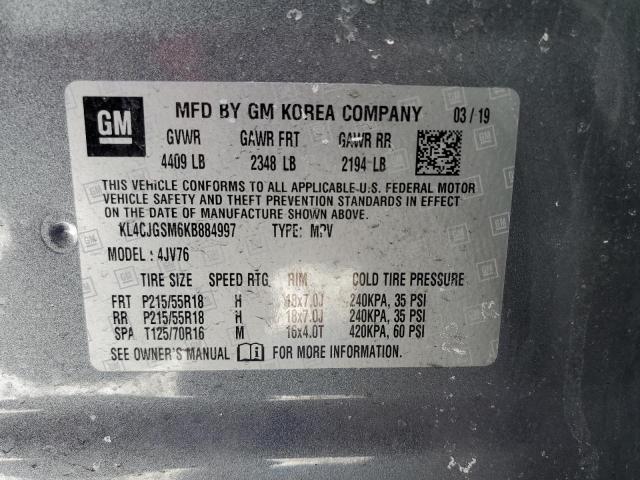 GM MFD BY GM KOREA COMPANY 03/19
GVWR GAWR FRT GAWR RR
4409 LB 2348 LB 2194 LB
THIS VEHICLE CONFORMS TO ALL APPLICABLE U.S. FEDERAL MOTOR
VEHICLE SAFETY AND THEFT PREVENTION STANDARDS IN EFFECT ON
THE DATE OF MANUFACTURE SHOWN ABOVE.
KL4CJGSM6KB884997 TYPE: MPV
MODEL: 4JV76
TIRE SIZE SPEED RTG RIM COLD TIRE PRESSURE
FRT P215/55R18 H 18x7.0J 240KPA, 35 PSI
RR P215/55R18 H 18x7.0J 240KPA, 35 PSI
SPA T125/70R16 M 16x4.0T 420KPA, 60 PSI
SEE OWNER'S MANUAL FOR MORE INFORMATION.